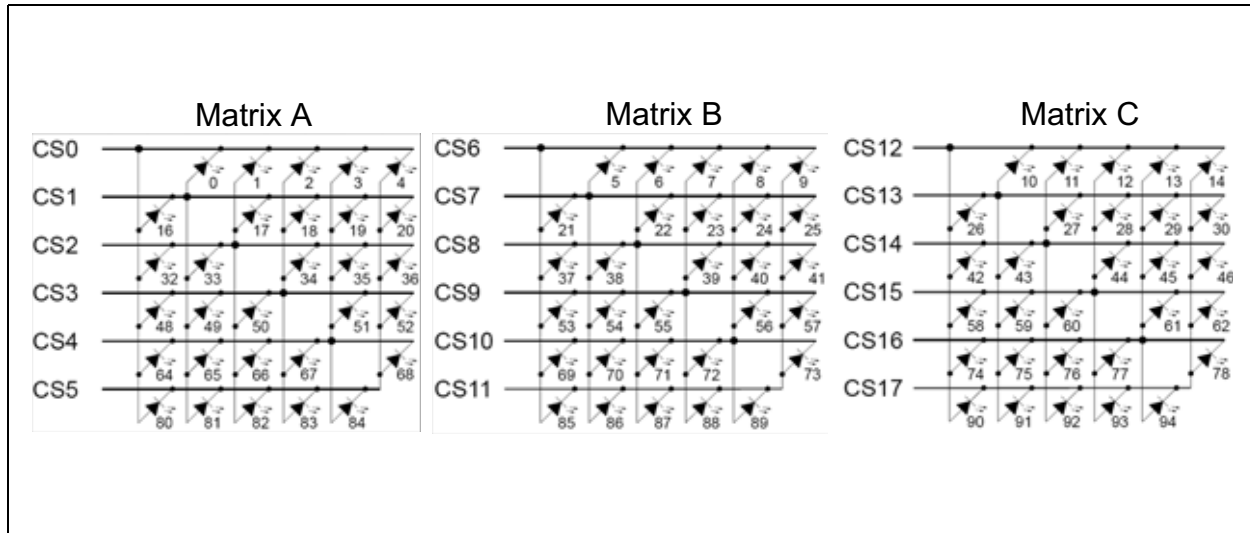 Matrix A Matrix B Matrix C
CS0 CS6 CS12
0 1 2 3 4 5 6 7 8 9 10 11 12 13 14
CS1 CS7 CS13
16 17 18 19 20 21 22 23 24 25 26 27 28 29 30
CS2 CS8 CS14
32 33 34 35 36 37 38 39 40 41 42 43 44 45 46
CS3 CS9 CS15
48 49 50 51 52 53 54 55 56 57 58 59 60 61 62
CS4 CS10 CS16
64 65 66 67 68 69 70 71 72 73 74 75 76 77 78
CS5 CS11 CS17
80 81 82 83 84 85 86 87 88 89 90 91 92 93 94